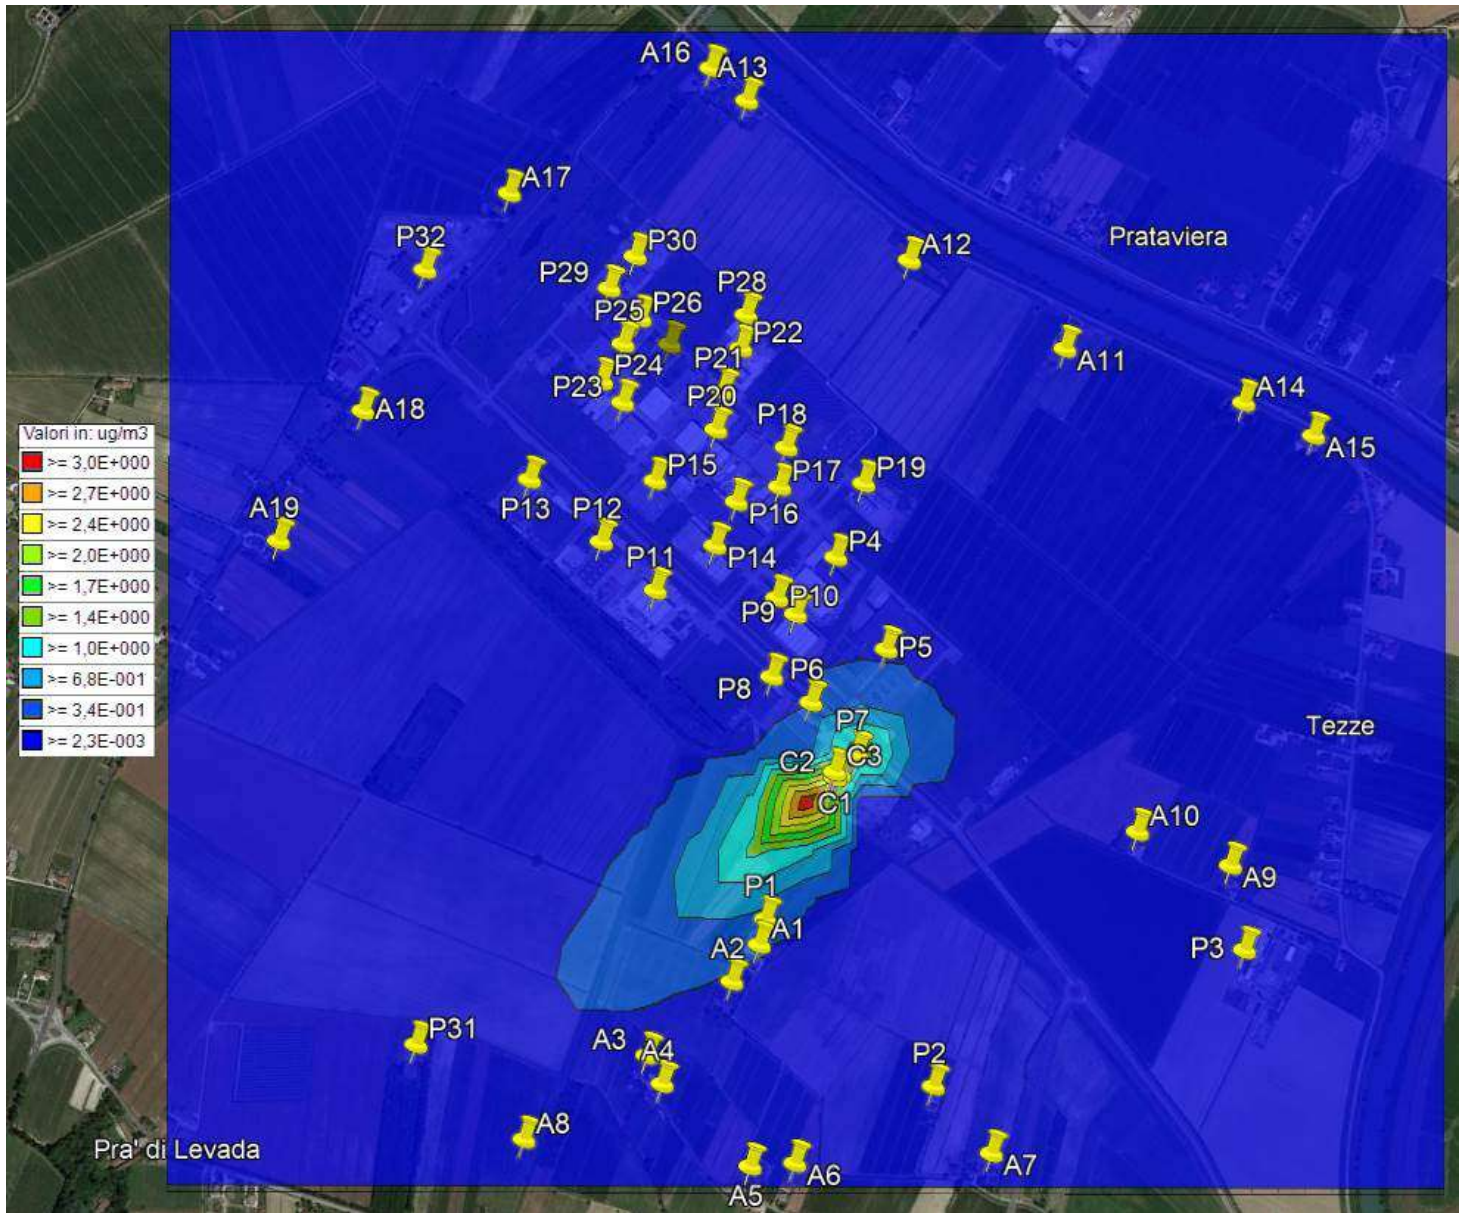 A16
A13
A17
P32
P30
A12
Prataviera
P29
P28
P25
P26
P22
A11
P21
P24
P23
P20
A14
A18
P18
A15
Valori in: ug/m3
>= 3,0E+000
>= 2,7E+000
>= 2,4E+000
>= 2,0E+000
>= 1,7E+000
>= 1,4E+000
>= 1,0E+000
>= 6,8E-001
>= 3,4E-001
>= 2,3E-003
P15
P17
P19
P13
A19
P12
P16
P14
P4
P11
P9
P10
P5
P8
P6
P7
Tezze
C2
C3
C1
A10
A9
P1
A1
A2
P3
P31
A3
A4
P2
A8
Pra' di Levada
A6
A7
A5